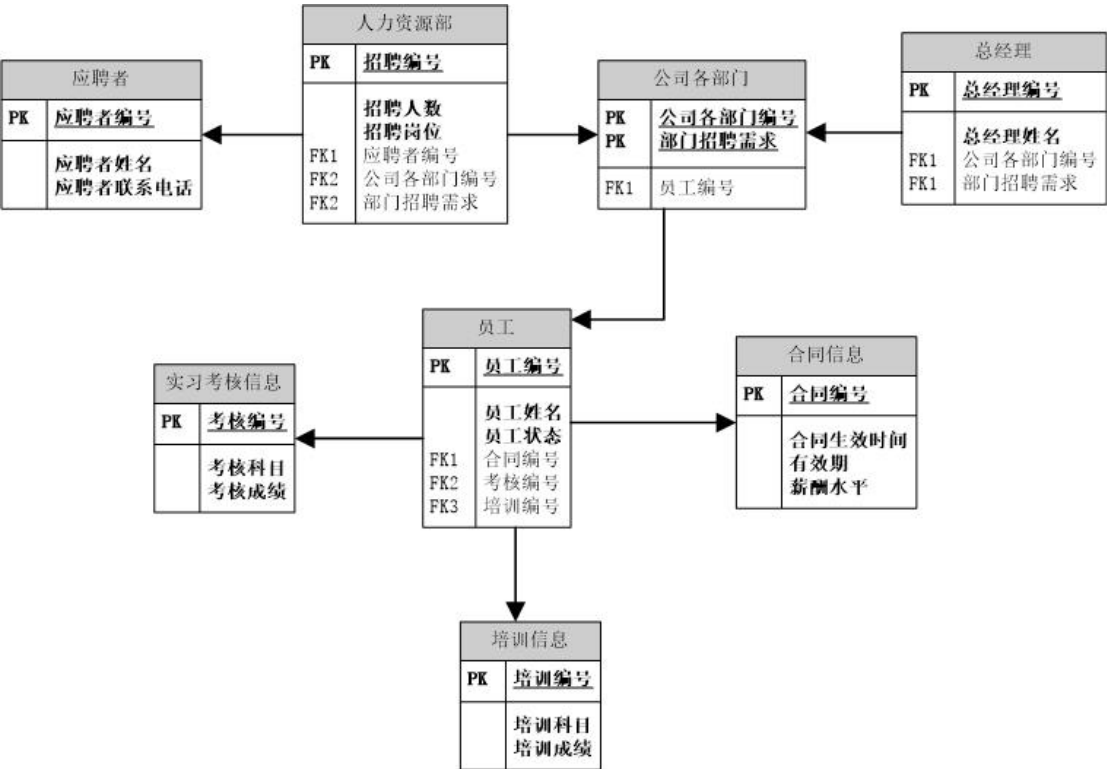 应聘者
PK 应聘者编号
应聘者姓名
应聘者联系电话
人力资源部
PK 招聘编号
招聘人数
招聘岗位
FK1 应聘者编号
FK2 公司各部门编号
FK2 部门招聘需求
公司各部门
PK 公司各部门编号
PK 部门招聘需求
FK1 员工编号
总经理
PK 总经理编号
总经理姓名
FK1 公司各部门编号
FK1 部门招聘需求
实习考核信息
PK 考核编号
考核科目
考核成绩
员工
PK 员工编号
员工姓名
员工状态
FK1 合同编号
FK2 考核编号
FK3 培训编号
合同信息
PK 合同编号
合同生效时间
有效期
薪酬水平
培训信息
PK 培训编号
培训科目
培训成绩